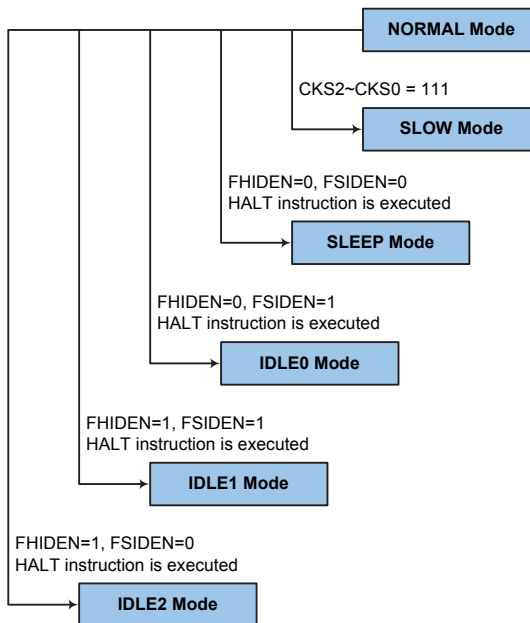 NORMAL Mode
CKS2~CKS0 = 111
SLOW Mode
FHIDEN=0, FSIDEN=0
HALT instruction is executed
SLEEP Mode
FHIDEN=0, FSIDEN=1
HALT instruction is executed
IDLE0 Mode
FHIDEN=1, FSIDEN=1
HALT instruction is executed
IDLE1 Mode
FHIDEN=1, FSIDEN=0
HALT instruction is executed
IDLE2 Mode